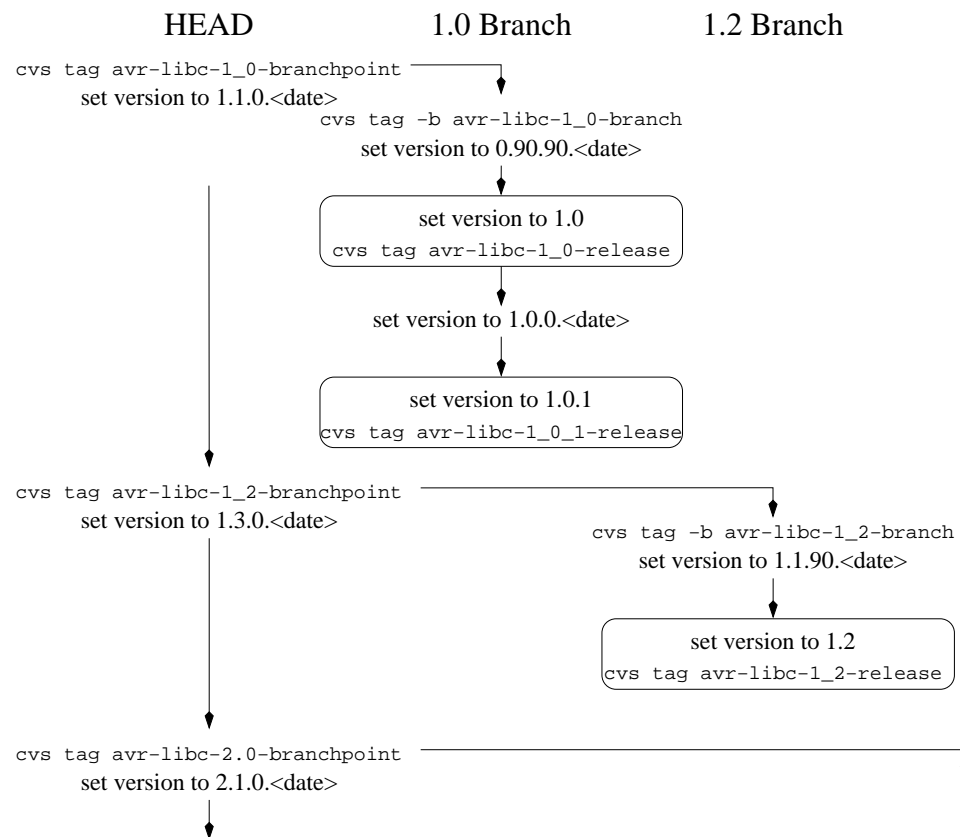 HEAD
1.0 Branch
1.2 Branch
cvs tag avr-libc-1_0-branchpoint
set version to 1.1.0.<date>
cvs tag -b avr-libc-1_0-branch
set version to 0.90.90.<date>
set version to 1.0
cvs tag avr-libc-1_0-release
set version to 1.0.0.<date>
set version to 1.0.1
cvs tag avr-libc-1_0_1-release
cvs tag avr-libc-1_2-branchpoint
set version to 1.3.0.<date>
cvs tag -b avr-libc-1_2-branch
set version to 1.1.90.<date>
set version to 1.2
cvs tag avr-libc-1_2-release
cvs tag avr-libc-2.0-branchpoint
set version to 2.1.0.<date>